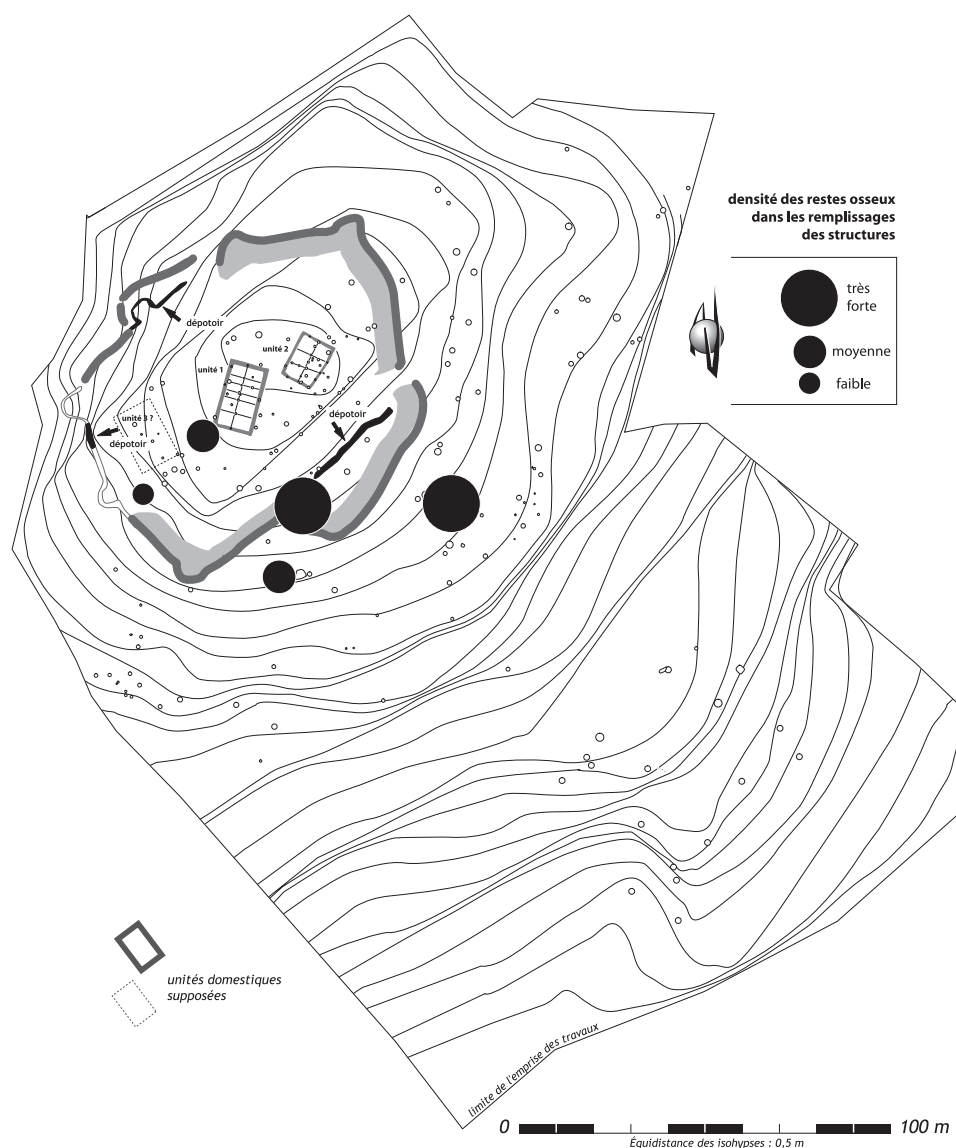 densité des restes osseux
dans les remplissages
des structures
très
forte
moyenne
faible
dépotoir
unité 2
unité 1
dépotoir
unité 3 ?
dépotoir
unités domestiques
supposées
limite de l'emprise des travaux
0
100 m
Équidistance des isohypses : 0,5 m